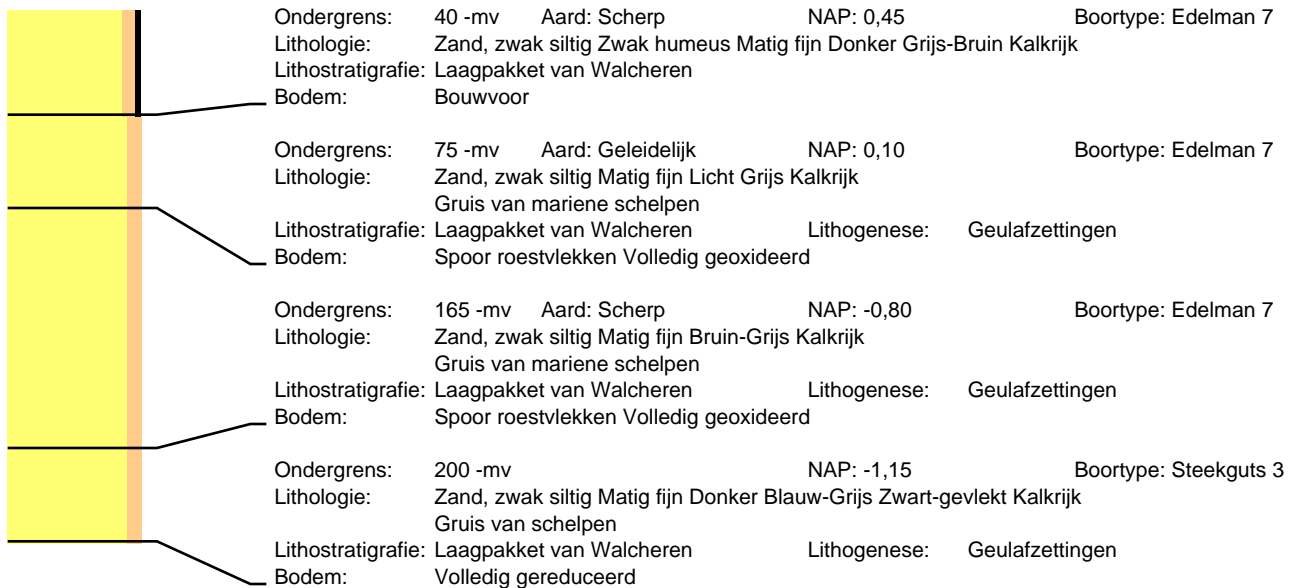 Ondergrens: 40 -mv Aard: Scherp NAP: 0,45 Boortype: Edelman 7
Lithologie: Zand, zwak siltig Zwak humeus Matig fijn Donker Grijs-Bruin Kalkrijk
Lithostratigrafie: Laagpakket van Walcheren
Bodem: Bouwvoor
Ondergrens: 75 -mv Aard: Geleidelijk NAP: 0,10 Boortype: Edelman 7
Lithologie: Zand, zwak siltig Matig fijn Licht Grijs Kalkrijk
Gruis van mariene schelpen
Lithostratigrafie: Laagpakket van Walcheren Lithogenese: Geulafzettingen
Bodem: Spoor roestvlekken Volledig geoxideerd
Ondergrens: 165 -mv Aard: Scherp NAP: -0,80 Boortype: Edelman 7
Lithologie: Zand, zwak siltig Matig fijn Bruin-Grijs Kalkrijk
Gruis van mariene schelpen
Lithostratigrafie: Laagpakket van Walcheren Lithogenese: Geulafzettingen
Bodem: Spoor roestvlekken Volledig geoxideerd
Ondergrens: 200 -mv NAP: -1,15 Boortype: Steekguts 3
Lithologie: Zand, zwak siltig Matig fijn Donker Blauw-Grijs Zwart-gevlekt Kalkrijk
Gruis van schelpen
Lithostratigrafie: Laagpakket van Walcheren Lithogenese: Geulafzettingen
Bodem: Volledig gereduceerd